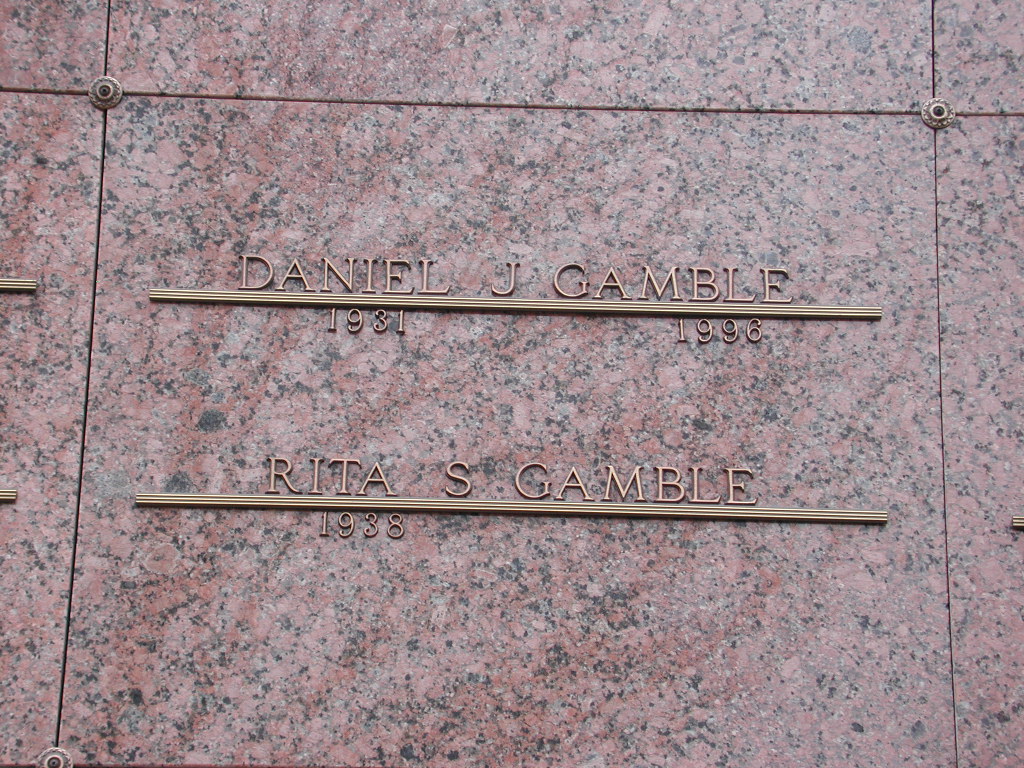 DANIEL J GAMBLE
1931 1996
RITA S GAMBLE
1938